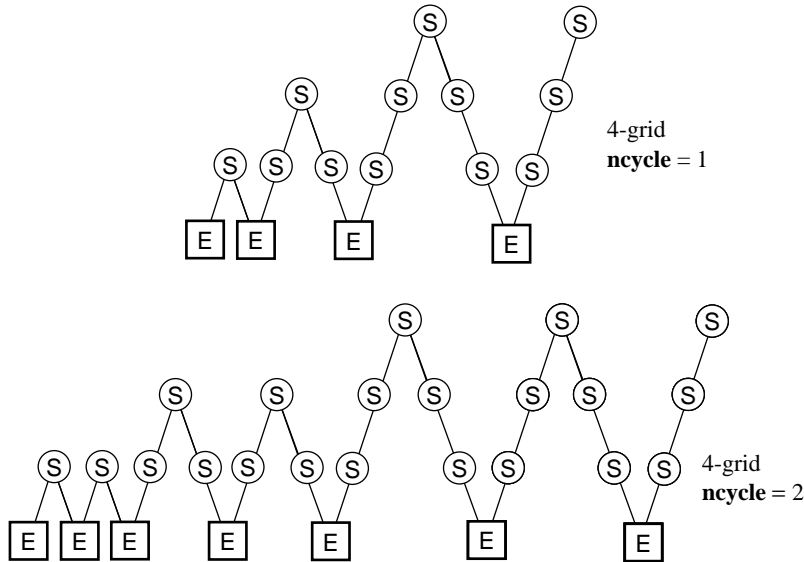 S S
S S S S
4-grid
ncycle = 1
S S S S S S
E E E E
S S S
S S S S S S S
S S S S S S S S S S S
4-grid
ncycle = 2
E E E E E E E